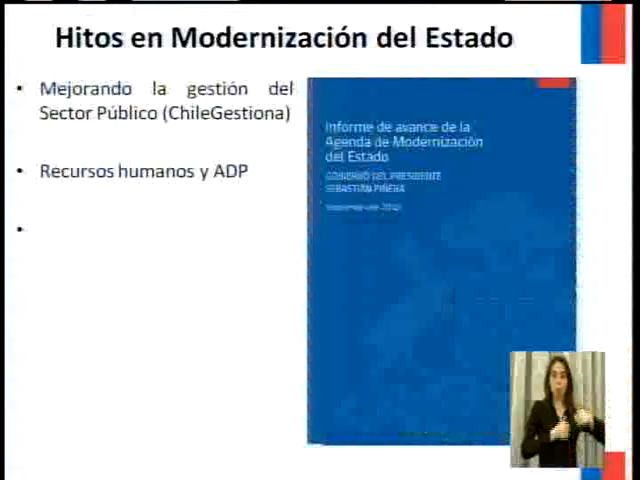 Hitos en Modernización del Estado
• Mejorando la gestión del
Sector Público (ChileGestiona)
• Recursos humanos y ADP
•
Informe de avance de la
Agenda de Modernización
del Estado
GOBIERNO DEL PRESIDENTE
SEBASTIÁN PIÑERA